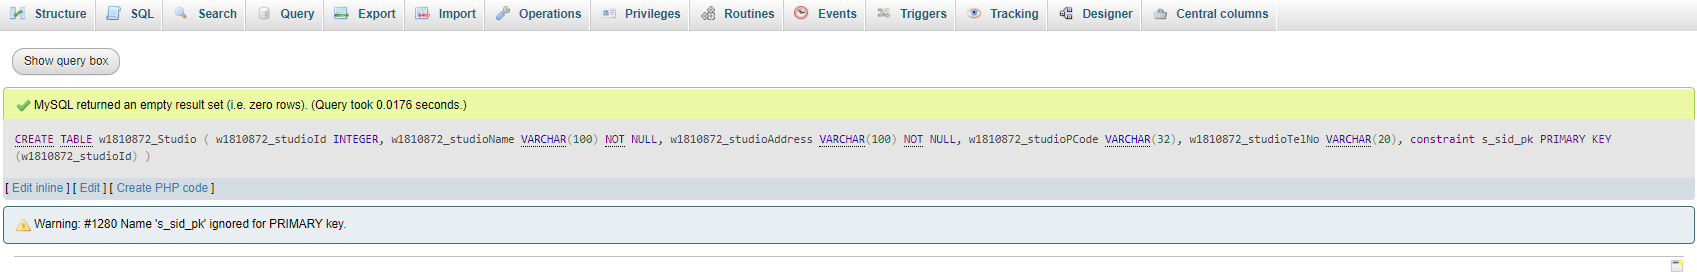 Structure SQL Search Query Export Import Operations Privileges Routines Events Triggers Tracking Designer Central columns
Show query box
MySQL returned an empty result set (i.e. zero rows). (Query took 0.0176 seconds.)
CREATE TABLE w1810872_Studio ( w1810872_studioId INTEGER, w1810872_studioName VARCHAR(100) NOT NULL, w1810872_studioAddress VARCHAR(100) NOT NULL, w1810872_studioPCode VARCHAR(32), w1810872_studioTelNo VARCHAR(20), constraint s_sid_pk PRIMARY KEY
(w1810872_studioId) )
[ Edit inline ] [ Edit ] [ Create PHP code ]
Warning: #1280 Name 's_sid_pk' ignored for PRIMARY key.